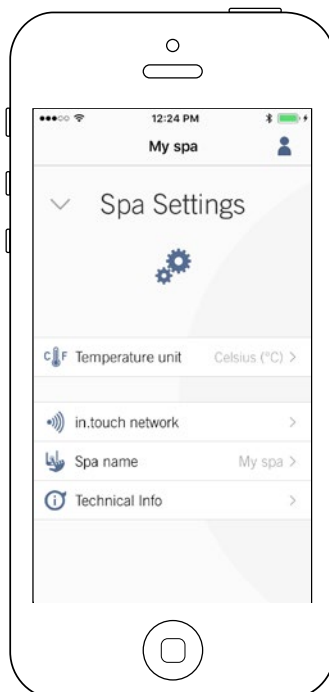 12:24 PM
My spa
Spa Settings
C F Temperature unit Celsius (°C) >
in.touch network >
Spa name My spa >
Technical Info >